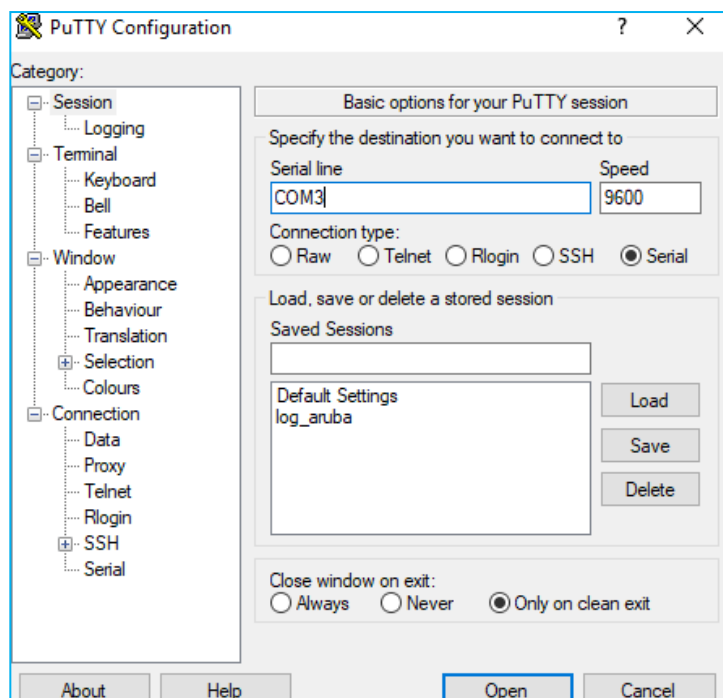 PuTTY Configuration
?
Category:
Session
Logging
Terminal
Keyboard
Bell
Features
Window
Appearance
Behaviour
Translation
Selection
Colours
Connection
Data
Proxy
Telnet
Rlogin
SSH
Serial
Basic options for your PuTTY session
Specify the destination you want to connect to
Serial line Speed
COM3 9600
Connection type:
Raw Telnet Rlogin SSH Serial
Load, save or delete a stored session
Saved Sessions
Default Settings
log_aruba
Load
Save
Delete
Close window on exit:
Always Never Only on clean exit
About Help Open Cancel